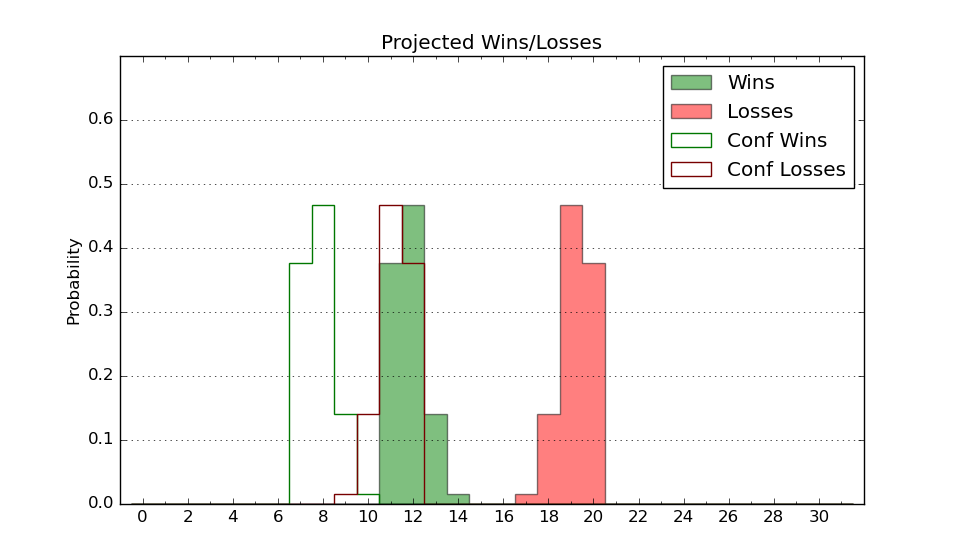 Projected Wins/Losses
Wins
Losses
Conf Wins
Conf Losses
Probability
0.6
0.5
0.4
0.3
0.2
0.1
0.0
0 2 4 6 8 10 12 14 16 18 20 22 24 26 28 30